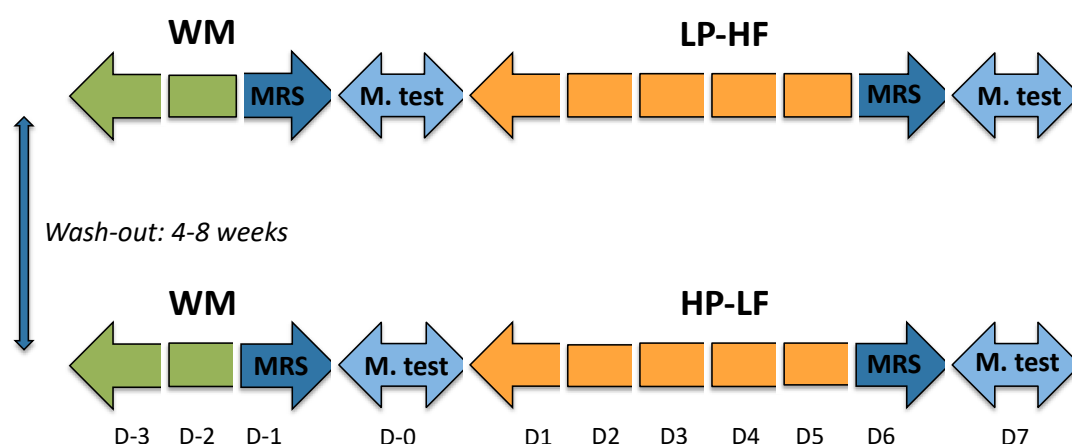 WM LP-HF
MRS M. test MRS M. test
Wash-out: 4-8 weeks
WM HP-LF
MRS M. test MRS M. test
D-3 D-2 D-1 D-0 D1 D2 D3 D4 D5 D6 D7